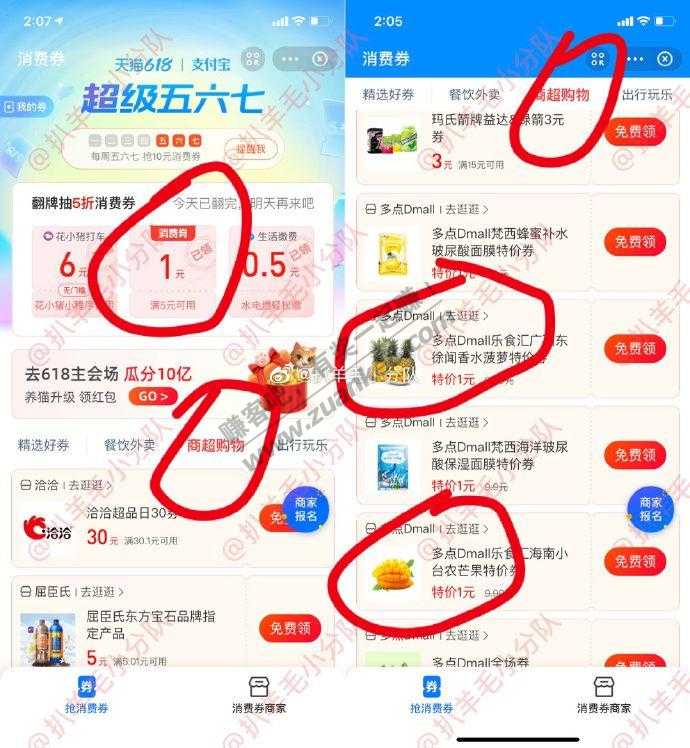 2:07
消费券
天猫618 | 支付宝
我的券
超级五六七
一 二 三 四 五 六 七
每周五六七 抢10元消费券
提醒我
翻牌抽5折消费券
今天已翻完,明天再来吧
花小猪打车
6元
无门槛
消费券
1元
已领
满5元可用
生活缴费
0.5元
已领
去618主会场 瓜分10亿
养猫升级 领红包 GO >
精选好券 餐饮外卖 商超购物 出行玩乐
洽洽 | 去逛逛 >
洽洽
洽洽超品日30券
30元 满30.1元可用
免费领
商家报名
屈臣氏 | 去逛逛 >
屈臣氏东方宝石品牌指
定产品
5元 满5.01元可用
免费领
抢消费券
消费券商家
2:05
消费券
精选好券 餐饮外卖 商超购物 出行玩乐
玛氏箭牌益达&绿箭3元
券
3元 满15元可用
免费领
多点Dmall | 去逛逛 >
多点Dmall梵西蜂蜜补水
玻尿酸面膜特价券
特价1元
免费领
多点Dmall | 去逛逛 >
多点Dmall乐食汇广东
徐闻香水菠萝特价券
特价1元
免费领
多点Dmall | 去逛逛 >
多点Dmall梵西海洋玻尿
酸保湿面膜特价券
特价1元 9.9元
免费领
商家报名
多点Dmall | 去逛逛 >
多点Dmall乐食汇海南小
台农芒果特价券
特价1元
免费领
多点Dmall | 去逛逛 >
多点Dmall全场券
抢消费券
消费券商家
@扒羊毛小分队
www.zuanke8.com